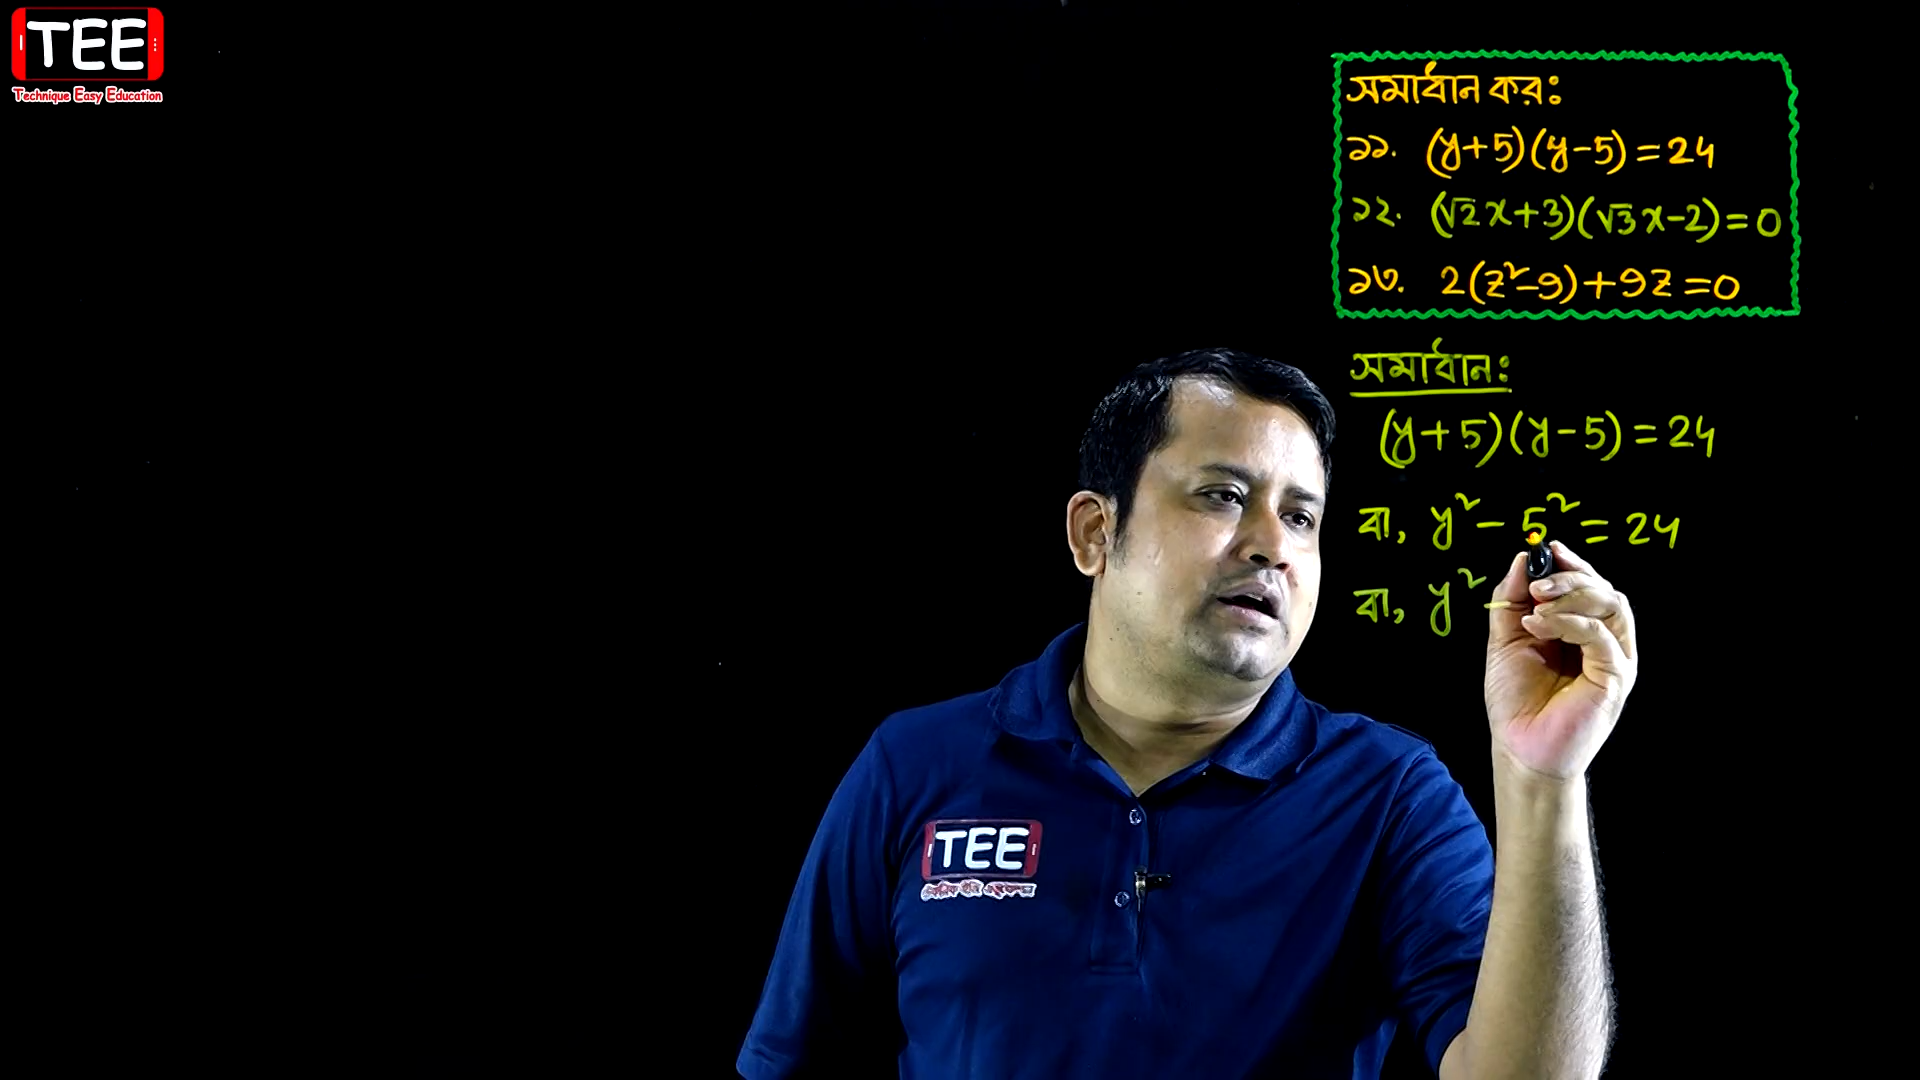 TEE
Technique Easy Education
সমাধান কর:
১১. (y+5)(y-5)=24
১২. (√2x+3)(√3x-2)=0
১৩. 2(z²-9)+9z=0
সমাধান:
(y+5)(y-5)=24
বা, y²-5²=24
বা, y²-
TEE